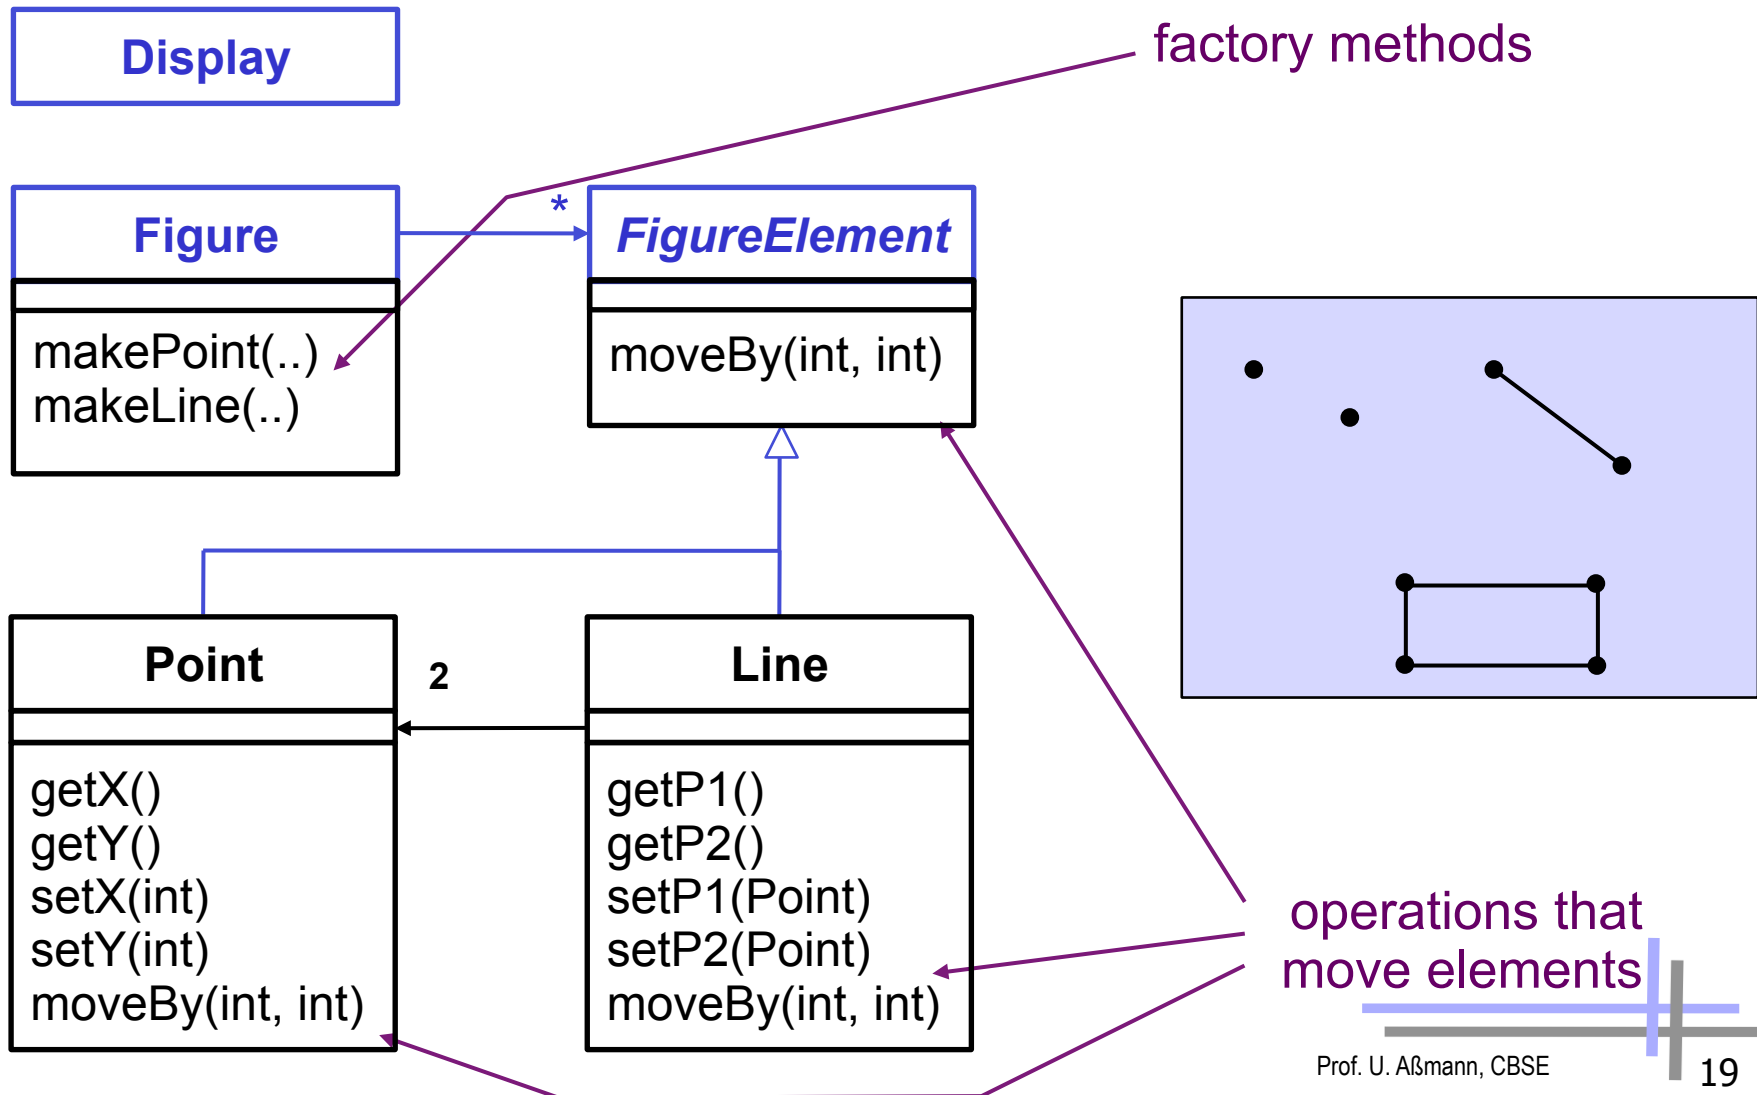 Display
factory methods
Figure
*
FigureElement
makePoint(..)
makeLine(..)
moveBy(int, int)
Point
2
Line
getX()
getY()
setX(int)
setY(int)
moveBy(int, int)
getP1()
getP2()
setP1(Point)
setP2(Point)
moveBy(int, int)
operations that
move elements
Prof. U. Aßmann, CBSE
19